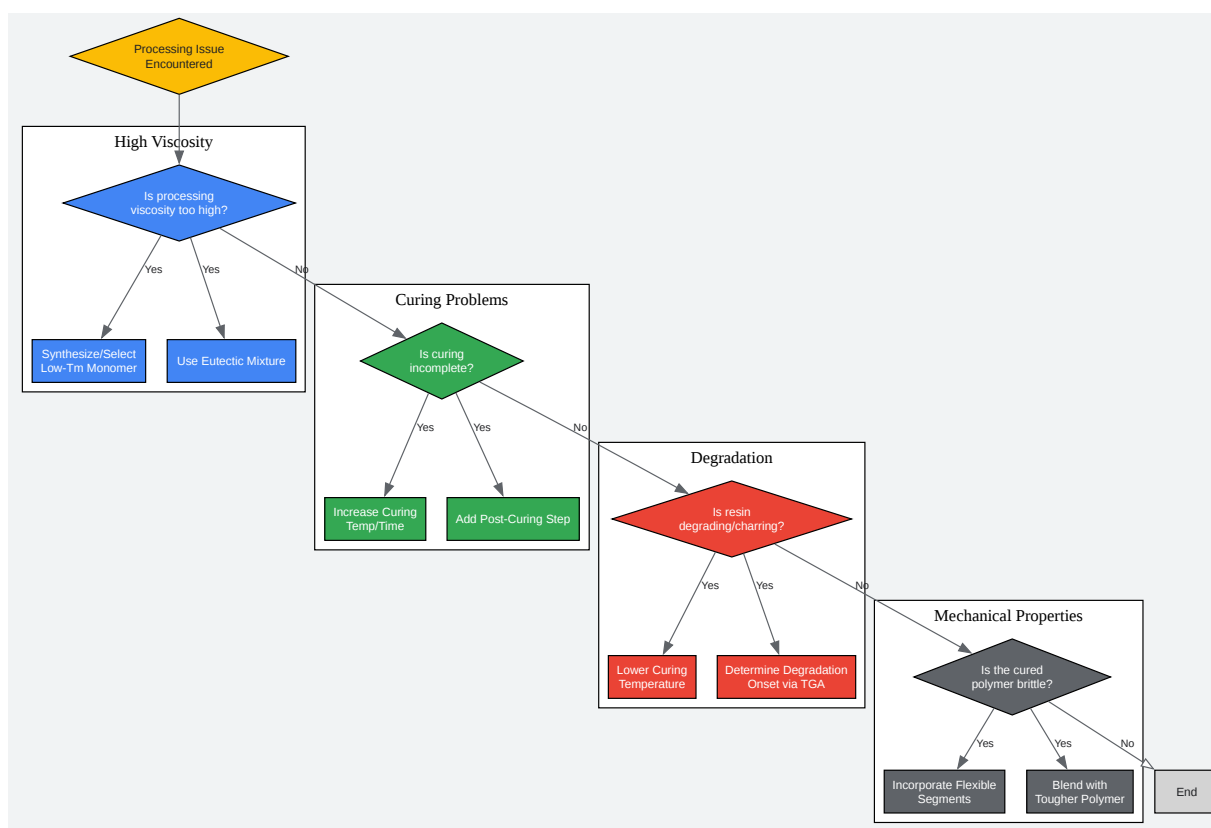 Processing Issue
Encountered
High Viscosity
Is processing
viscosity too high?
Yes
Yes
No
Synthesize/Select
Low-Tm Monomer
Use Eutectic Mixture
Curing Problems
Is curing
incomplete?
Yes
Yes
No
Increase Curing
Temp/Time
Add Post-Curing Step
Degradation
Is resin
degrading/charring?
Yes
Yes
No
Lower Curing
Temperature
Determine Degradation
Onset via TGA
Mechanical Properties
Is the cured
polymer brittle?
Yes
Yes
No
Incorporate Flexible
Segments
Blend with
Tougher Polymer
End